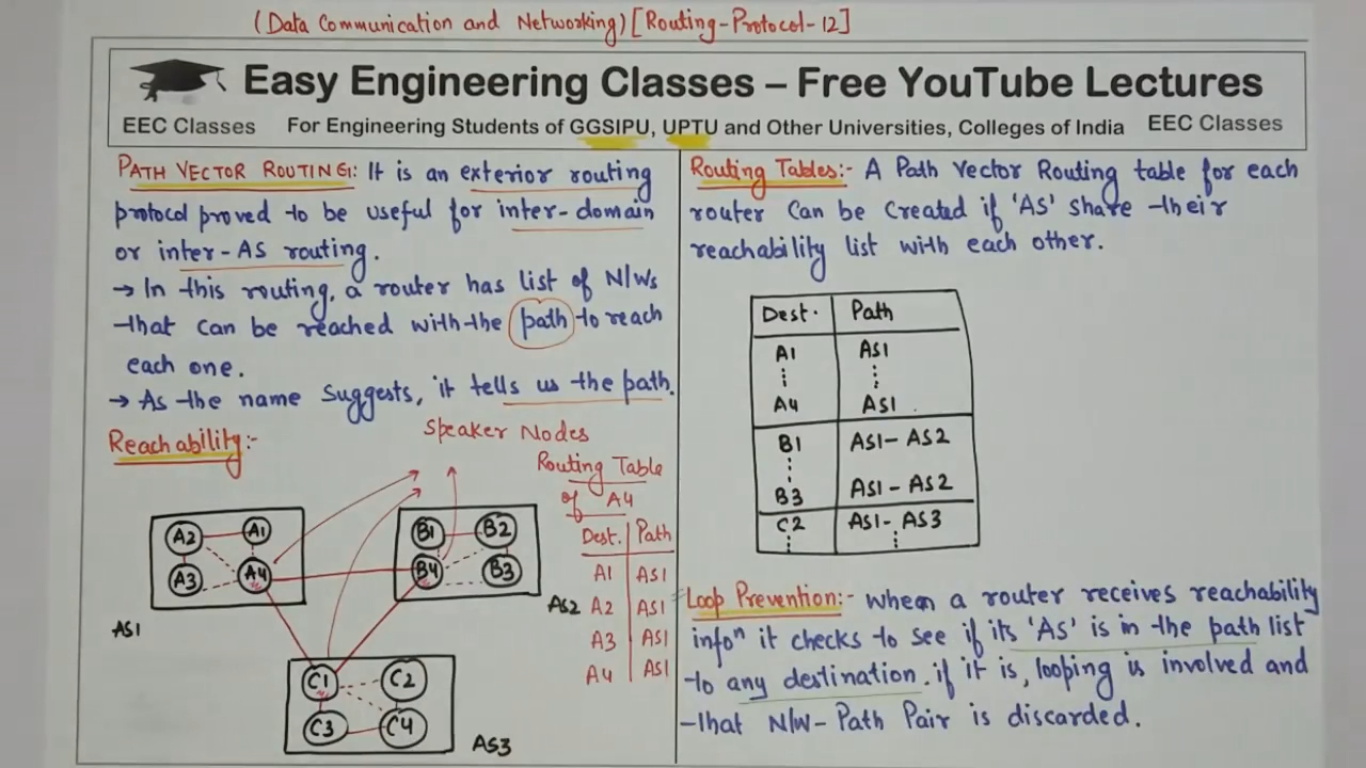 (Data Communication and Networking) [Routing-Protocol-12]
Easy Engineering Classes – Free YouTube Lectures
EEC Classes For Engineering Students of GGSIPU, UPTU and Other Universities, Colleges of India EEC Classes
PATH VECTOR ROUTING: It is an exterior routing
protocol proved to be useful for inter-domain
or inter-AS routing.
→ In this routing, a router has list of N/Ws
that can be reached with the path to reach
each one.
→ As the name suggests, it tells us the path.
Reachability:-
Speaker Nodes
A2 A1
A3 A4
AS1
B1 B2
B4 B3
AS2
C1 C2
C3 C4
AS3
Routing Table
of A4
Dest. Path
A1 AS1
A2 AS1
A3 AS1
A4 AS1
Routing Tables:- A Path Vector Routing table for each
router can be created if 'AS' share their
reachability list with each other.
Dest. Path
A1 AS1
A4 AS1
B1 AS1-AS2
B3 AS1-AS2
C2 AS1-AS3
Loop Prevention:- when a router receives reachability
infoⁿ it checks to see if its 'AS' is in the path list
to any destination. if it is, looping is involved and
that N/W-Path Pair is discarded.